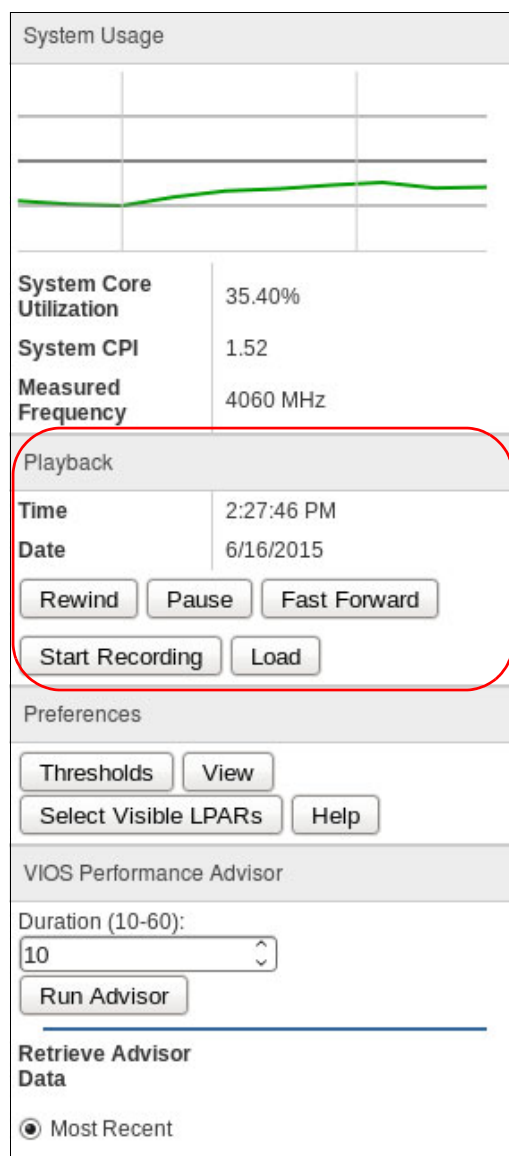 System Usage
System Core
Utilization
35.40%
System CPI
1.52
Measured
Frequency
4060 MHz
Playback
Time
2:27:46 PM
Date
6/16/2015
Rewind
Pause
Fast Forward
Start Recording
Load
Preferences
Thresholds
View
Select Visible LPARs
Help
VIOS Performance Advisor
Duration (10-60):
10
Run Advisor
Retrieve Advisor
Data
Most Recent